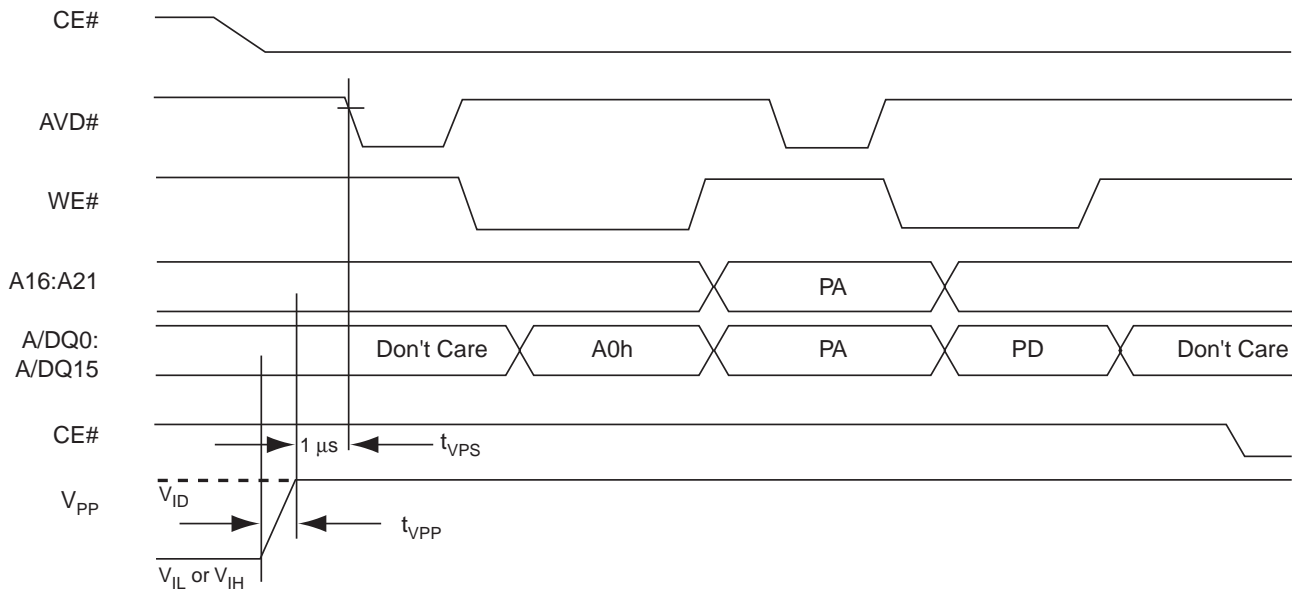 CE#
AVD#
WE#
A16:A21
PA
A/DQ0:
A/DQ15
Don't Care
A0h
PA
PD
Don't Care
CE#
1 μs
tVPS
VPP
VID
tVPP
VIL or VIH